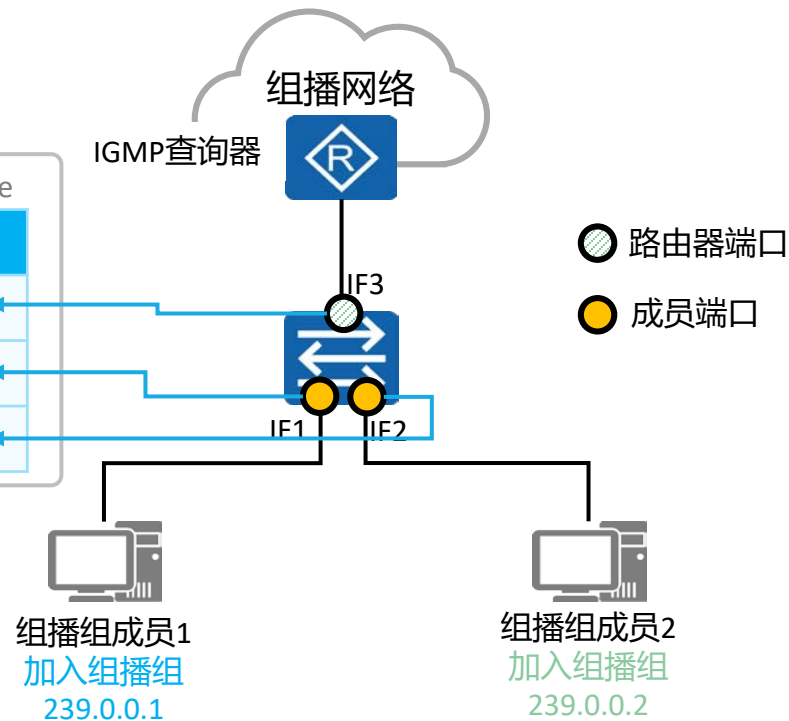 组播网络
IGMP查询器
R
e
路由器端口
IF3
成员端口
IF1
IF2
组播组成员1
加入组播组
239.0.0.1
组播组成员2
加入组播组
239.0.0.2